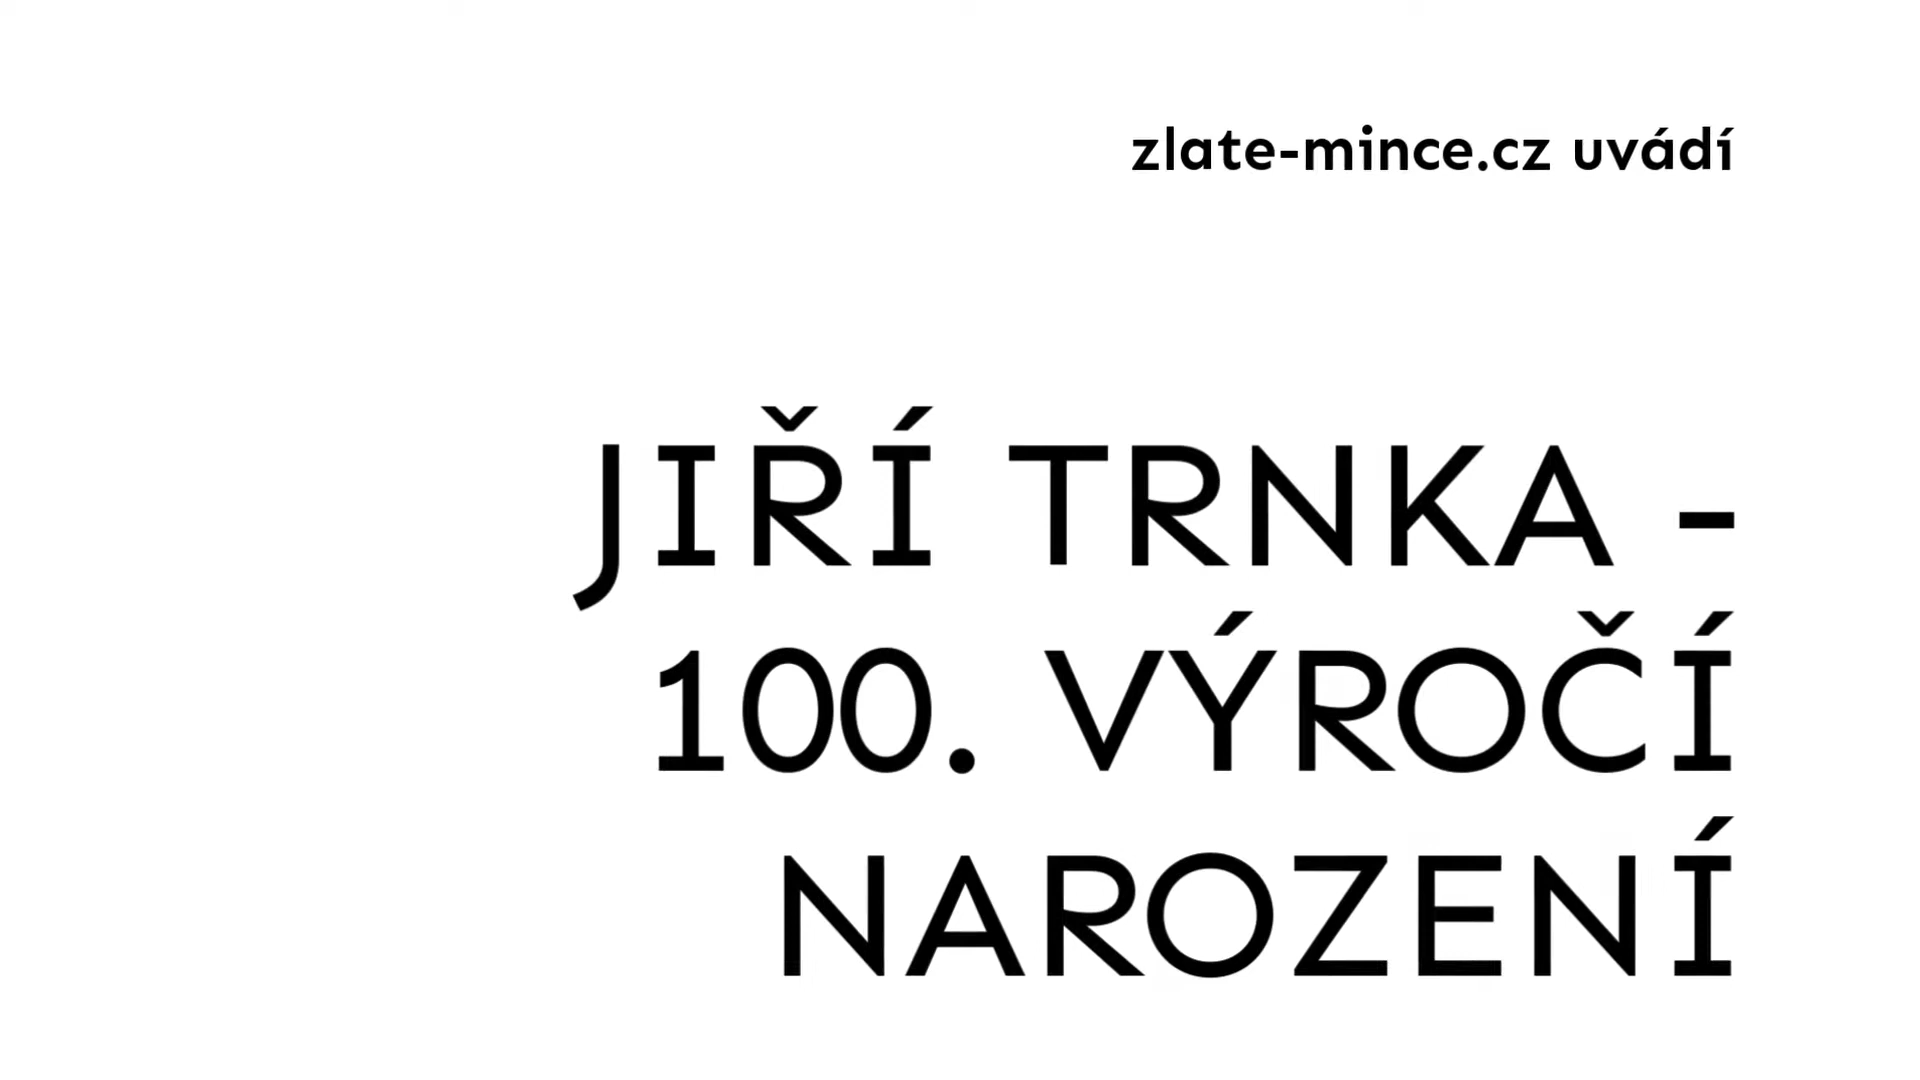 zlate-mince.cz uvádí
JIŘÍ TRNKA -
100. VÝROČÍ
NAROZENÍ